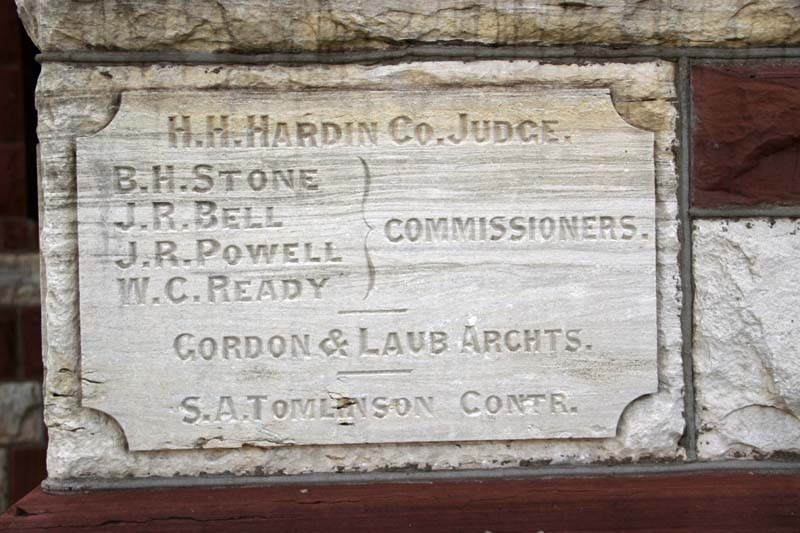 H. H. HARDIN CO. JUDGE.
B. H. STONE
J. R. BELL
J. R. POWELL
W. C. READY
COMMISSIONERS.
GORDON & LAUB ARCHTS.
S. A. TOMLINSON CONTR.